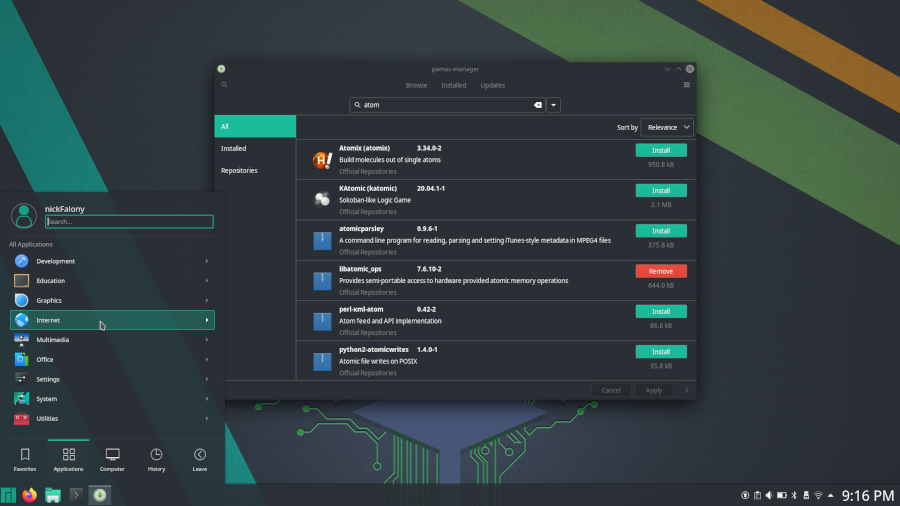 pamac-manager
Browse Installed Updates
atom
All
Sort by Relevance
Installed
Repositories
Atomix (atomix) 3.34.0-2
Build molecules out of single atoms
Official Repositories
Install
950.8 kB
KAtomic (katomic) 20.04.1-1
Sokoban-like Logic Game
Official Repositories
Install
2.1 MB
atomicparsley 0.9.6-1
A command line program for reading, parsing and setting iTunes-style metadata in MPEG4 files
Official Repositories
Install
375.8 kB
libatomic_ops 7.6.10-2
Provides semi-portable access to hardware provided atomic memory operations
Official Repositories
Remove
644.0 kB
perl-xml-atom 0.42-2
Atom feed and API implementation
Official Repositories
Install
86.6 kB
python2-atomicwrites 1.4.0-1
Atomic file writes on POSIX
Official Repositories
Install
35.8 kB
Cancel Apply
nickFalony
Search...
All Applications
Development
Education
Graphics
Internet
Multimedia
Office
Settings
System
Utilities
Favorites Applications Computer History Leave
9:16 PM